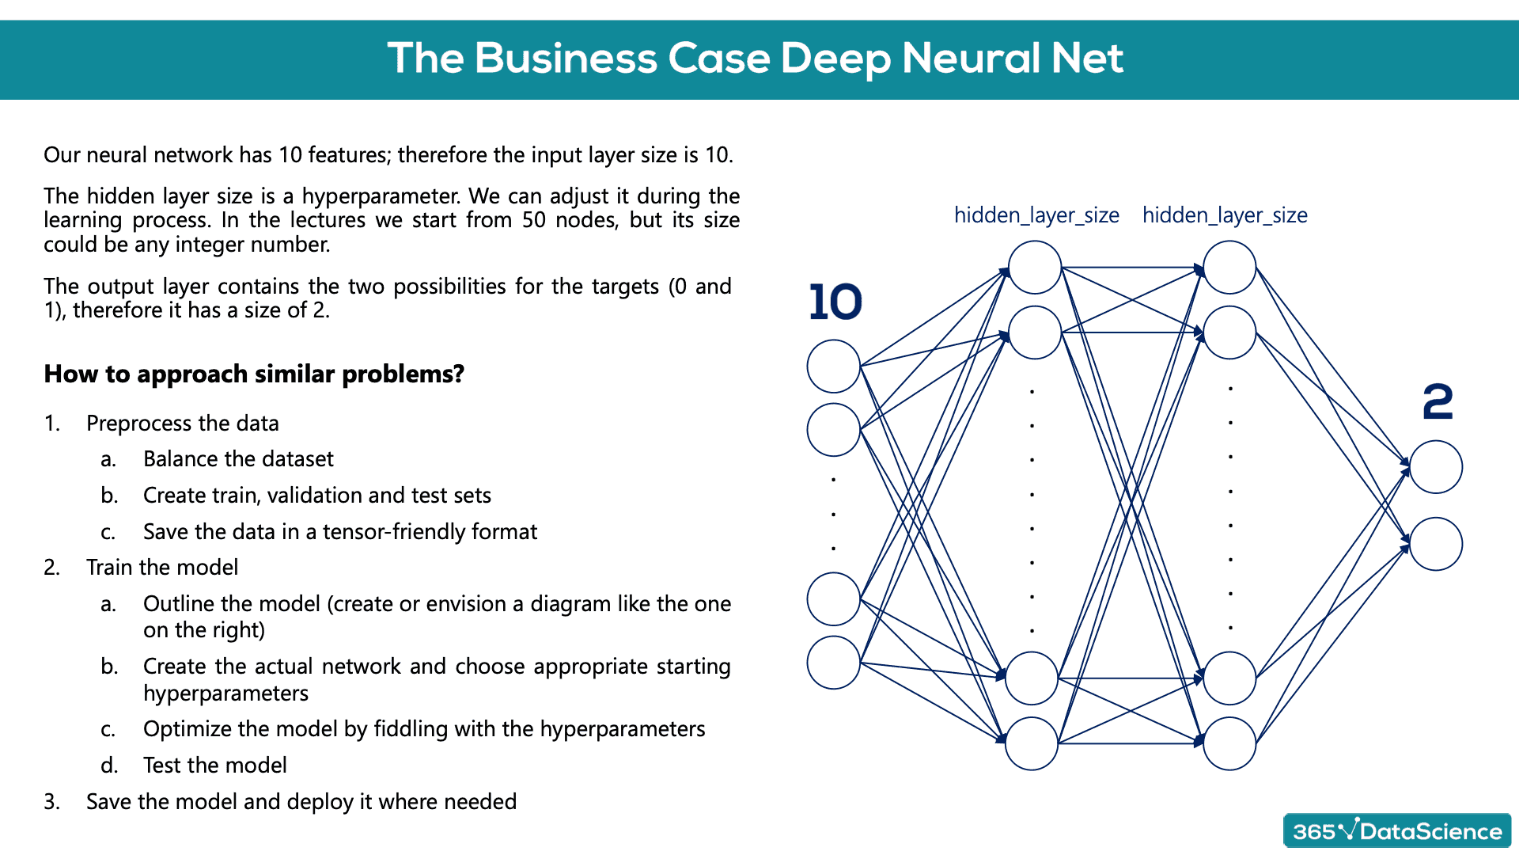 The Business Case Deep Neural Net
Our neural network has 10 features; therefore the input layer size is 10.
The hidden layer size is a hyperparameter. We can adjust it during the
learning process. In the lectures we start from 50 nodes, but its size
could be any integer number.
The output layer contains the two possibilities for the targets (0 and
1), therefore it has a size of 2.
How to approach similar problems?
1. Preprocess the data
a. Balance the dataset
b. Create train, validation and test sets
c. Save the data in a tensor-friendly format
2. Train the model
a. Outline the model (create or envision a diagram like the one
on the right)
b. Create the actual network and choose appropriate starting
hyperparameters
c. Optimize the model by fiddling with the hyperparameters
d. Test the model
3. Save the model and deploy it where needed
hidden_layer_size hidden_layer_size
10
2
365 DataScience